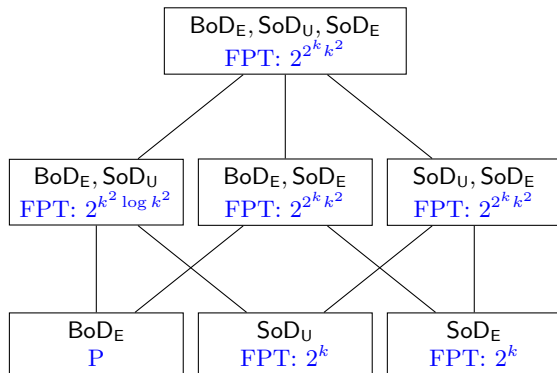 BoD_E, SoD_U, SoD_E
FPT: 2^{2^k k^2}
BoD_E, SoD_U
FPT: 2^{k^2 log k^2}
BoD_E, SoD_E
FPT: 2^{2^k k^2}
SoD_U, SoD_E
FPT: 2^{2^k k^2}
BoD_E
P
SoD_U
FPT: 2^k
SoD_E
FPT: 2^k